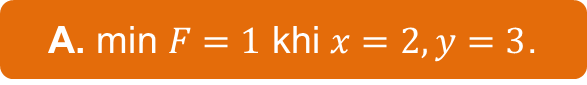 A. min F = 1 khi x = 2, y = 3.